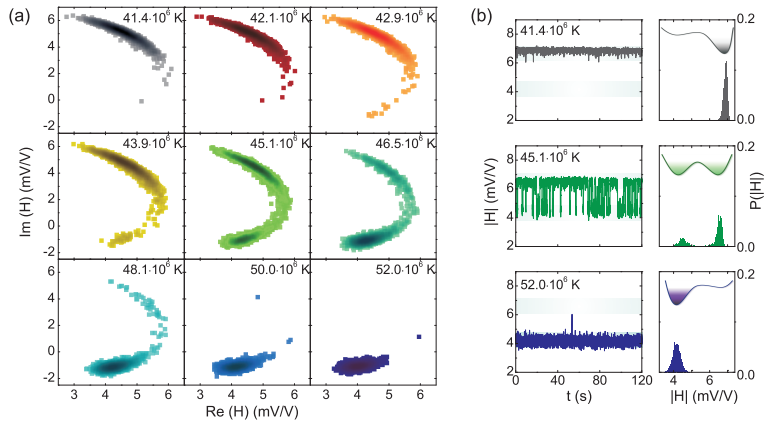 (a)
41.4·10⁶ K
42.1·10⁶ K
42.9·10⁶ K
6
4
2
0
-2
43.9·10⁶ K
45.1·10⁶ K
46.5·10⁶ K
6
4
2
0
-2
48.1·10⁶ K
50.0·10⁶ K
52.0·10⁶ K
6
4
2
0
-2
Im (H) (mV/V)
3 4 5 6 3 4 5 6 3 4 5 6
Re (H) (mV/V)
(b)
41.4·10⁶ K
8
6
4
2
0.2
0.0
45.1·10⁶ K
8
6
4
2
0.2
0.0
52.0·10⁶ K
8
6
4
2
0.2
0.0
|H| (mV/V)
P(|H|)
0 40 80 120
4 6
t (s)
|H| (mV/V)